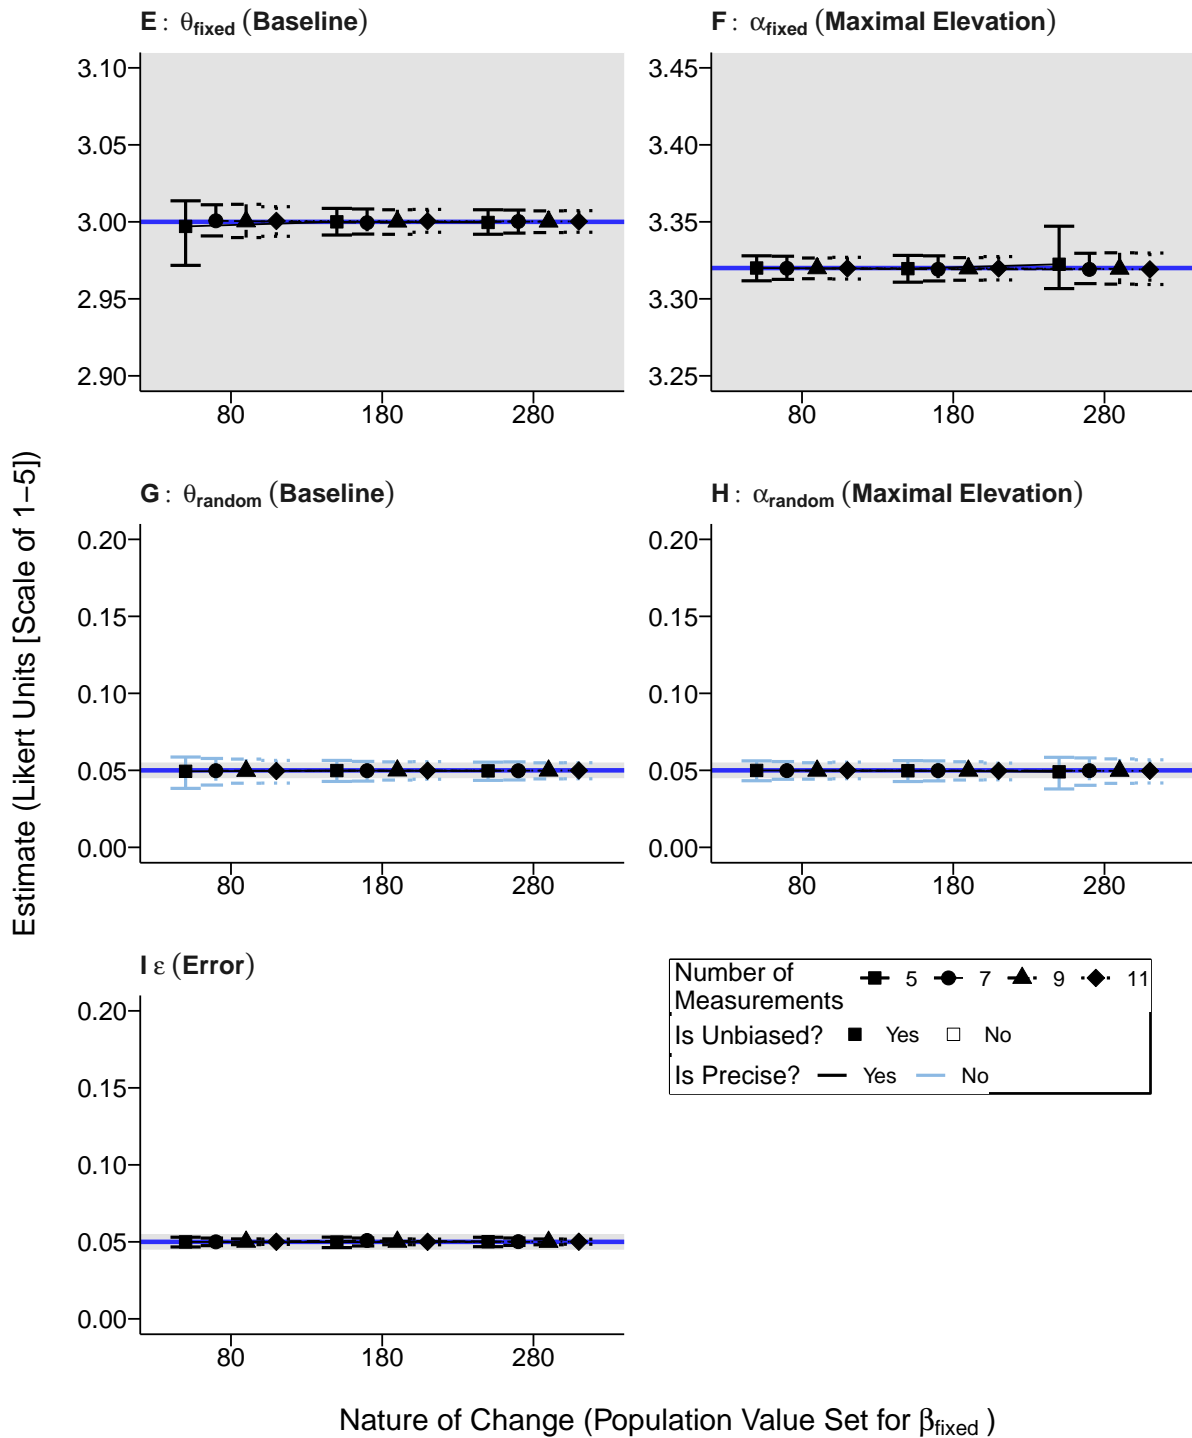 E : θfixed (Baseline)
3.10
3.05
3.00
2.95
2.90
80 180 280
F : αfixed (Maximal Elevation)
3.45
3.40
3.35
3.30
3.25
80 180 280
Estimate (Likert Units [Scale of 1−5])
G : θrandom (Baseline)
0.20
0.15
0.10
0.05
0.00
80 180 280
H : αrandom (Maximal Elevation)
0.20
0.15
0.10
0.05
0.00
80 180 280
I ε (Error)
0.20
0.15
0.10
0.05
0.00
80 180 280
Number of
Measurements 5 7 9 11
Is Unbiased? Yes No
Is Precise? Yes No
Nature of Change (Population Value Set for βfixed )